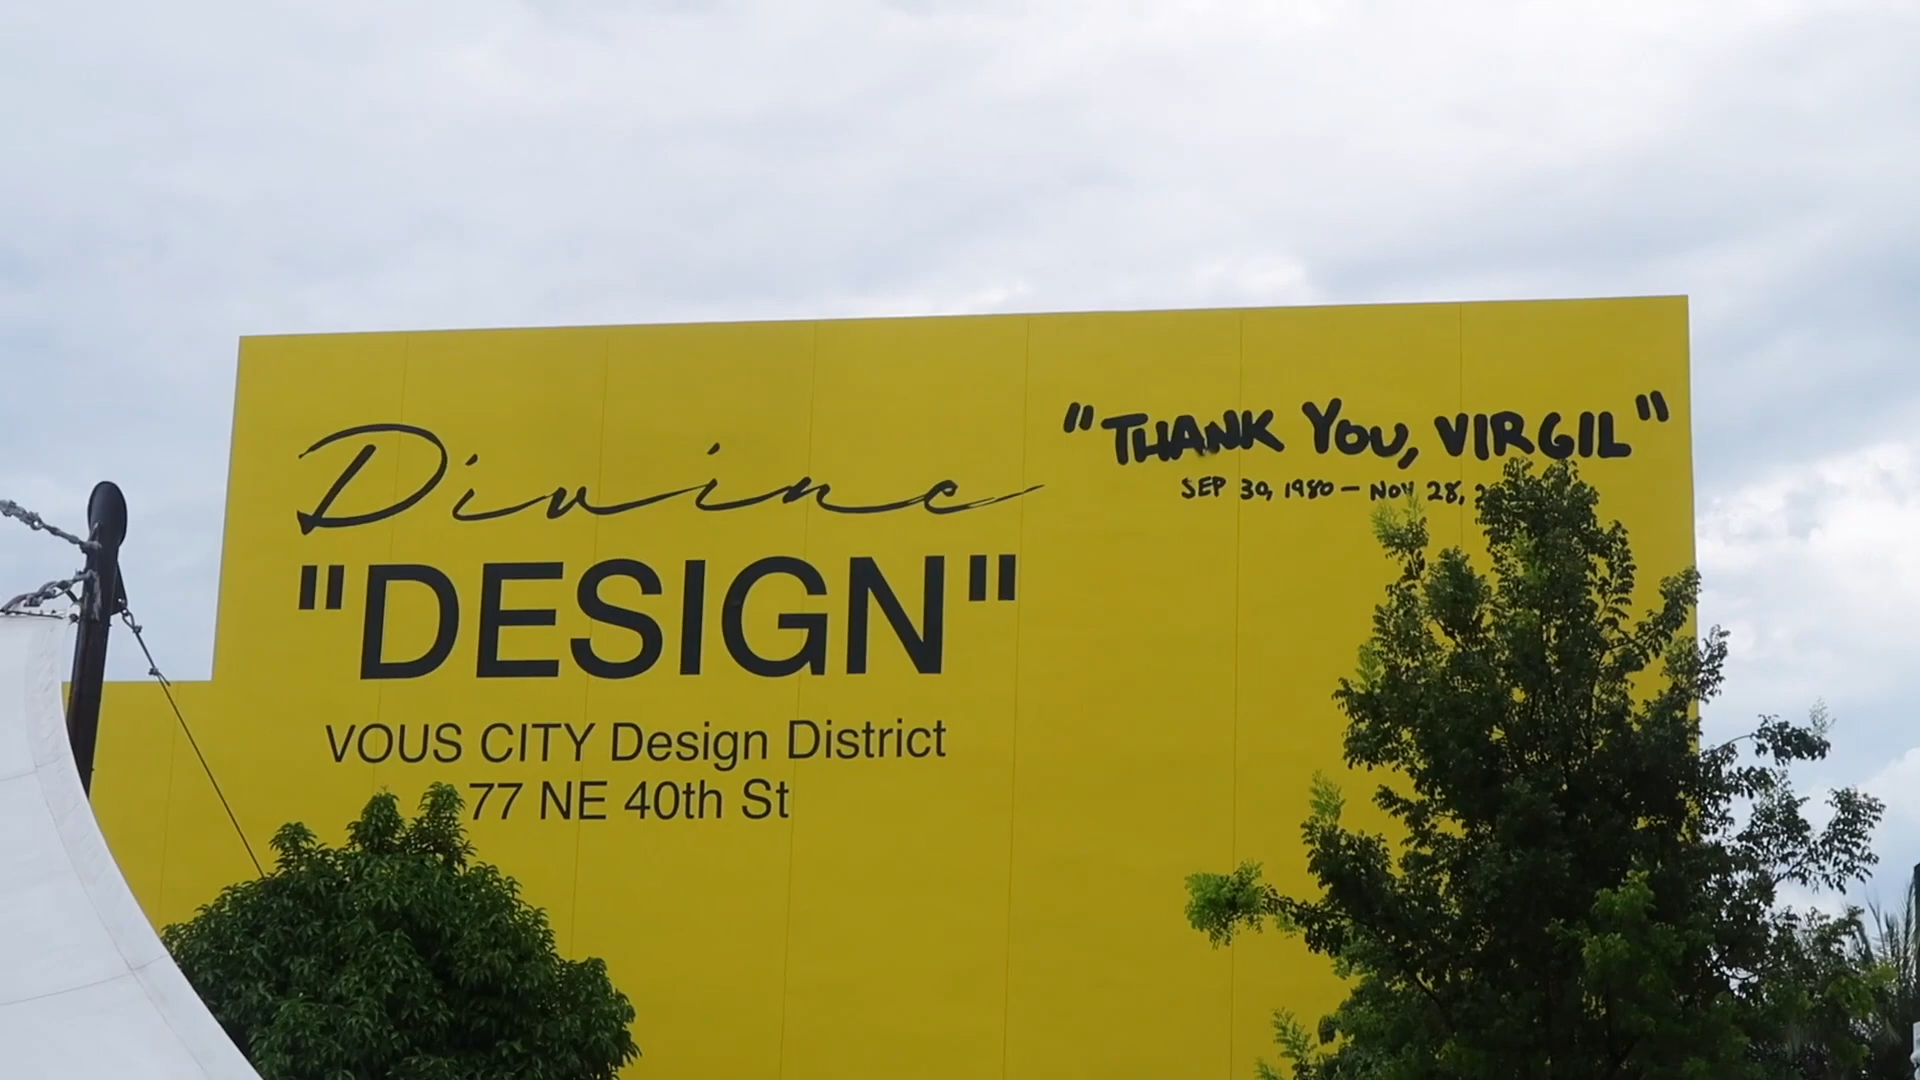 Divine
"DESIGN"
VOUS CITY Design District
77 NE 40th St
"THANK YOU, VIRGIL"
SEP 30, 1980 – NOV 28,